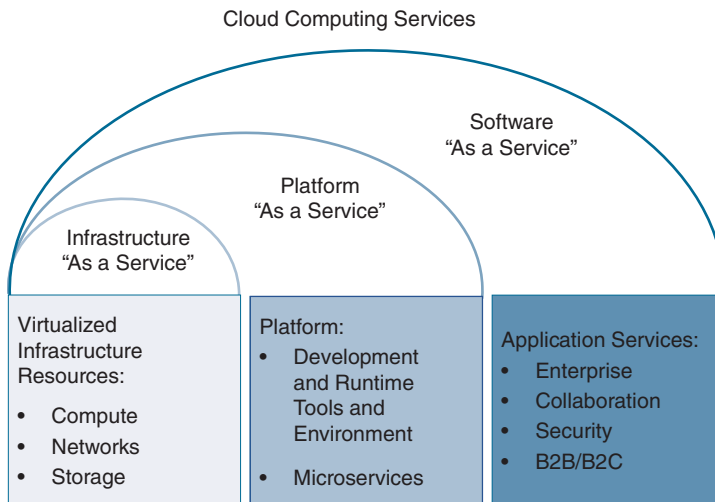 Cloud Computing Services
Software
“As a Service”
Platform
“As a Service”
Infrastructure
“As a Service”
Virtualized
Infrastructure
Resources:
• Compute
• Networks
• Storage
Platform:
• Development
and Runtime
Tools and
Environment
• Microservices
Application Services:
• Enterprise
• Collaboration
• Security
• B2B/B2C